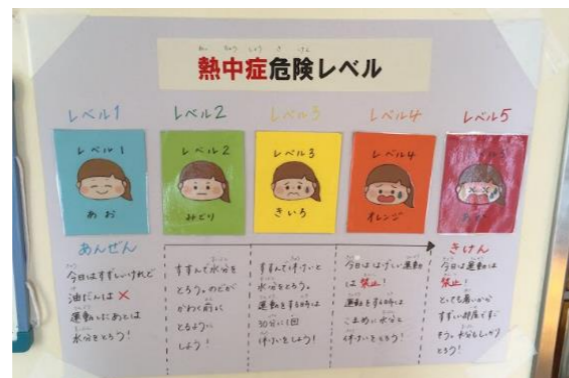 熱中症危険レベル
レベル1
レベル2
レベル3
レベル4
レベル5
レベル1
あお
レベル2
みどり
レベル3
きいろ
レベル4
オレンジ
レベル5
あんぜん
今日はすずしいけれど
油だんは×
運動のあとは
水分をとろう!
すすんで水分を
とろう。のどが
かわく前に
とるように
しよう!
すすんで休けいと
水分をとろう。
運動をする時は
30分に1回
休けいをしよう!
今日ははげしい運動
は禁止!
運動をする時は
こまめに水分と
休けいをとろう!
きけん
今日は運動は
禁止!
とても暑いから
すずしい部屋ですご
そう。水分もしっかり
とろう!